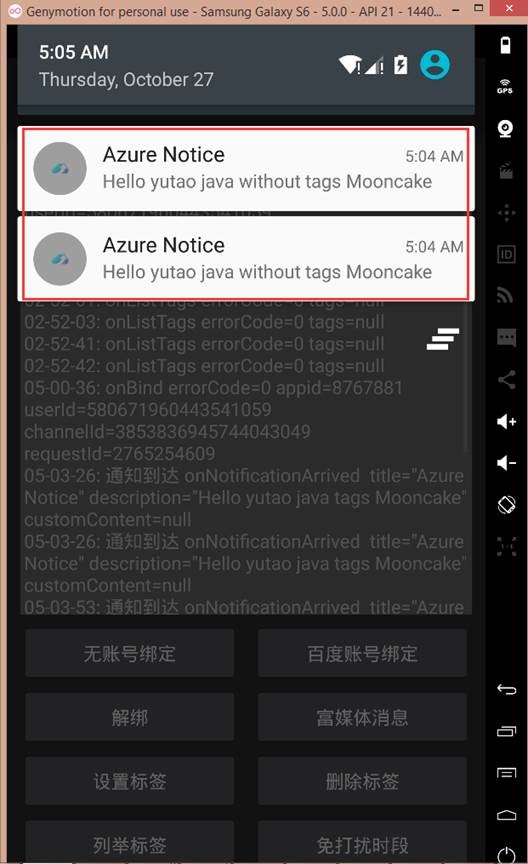 Genymotion for personal use - Samsung Galaxy S6 - 5.0.0 - API 21 - 1440...
5:05 AM
Thursday, October 27
GPS
Azure Notice
5:04 AM
Hello yutao java without tags Mooncake
Azure Notice
5:04 AM
Hello yutao java without tags Mooncake
ID
02-52-03: onListTags errorCode=0 tags=null
02-52-41: onListTags errorCode=0 tags=null
02-52-42: onListTags errorCode=0 tags=null
05-00-36: onBind errorCode=0 appid=8767881
userId=580671960443541059
channelId=3853836945744043049
requestId=2765254609
05-03-26: 通知到达 onNotificationArrived title="Azure
Notice" description="Hello yutao java tags Mooncake"
customContent=null
05-03-26: 通知到达 onNotificationArrived title="Azure
Notice" description="Hello yutao java tags Mooncake"
customContent=null
05-03-53: 通知到达 onNotificationArrived title="Azure
无账号绑定
百度账号绑定
解绑
富媒体消息
设置标签
删除标签
列举标签
免打扰时段